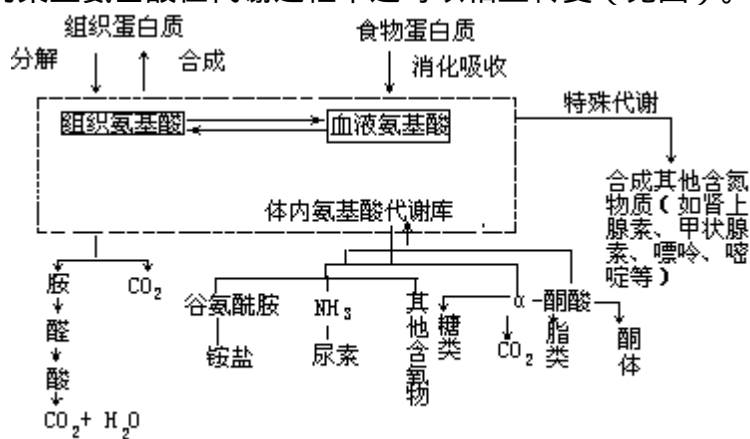 组织蛋白质
食物蛋白质
分解
合成
消化吸收
特殊代谢
组织氨基酸
血液氨基酸
体内氨基酸代谢库
合成其他含氮
物质(如肾上
腺素、甲状腺
素、嘌呤、嘧
啶等)
胺
CO2
醛
酸
CO2+ H2O
谷氨酰胺
铵盐
NH3
尿素
其他含氧物
糖类
α-酮酸
CO2
脂类
酮体